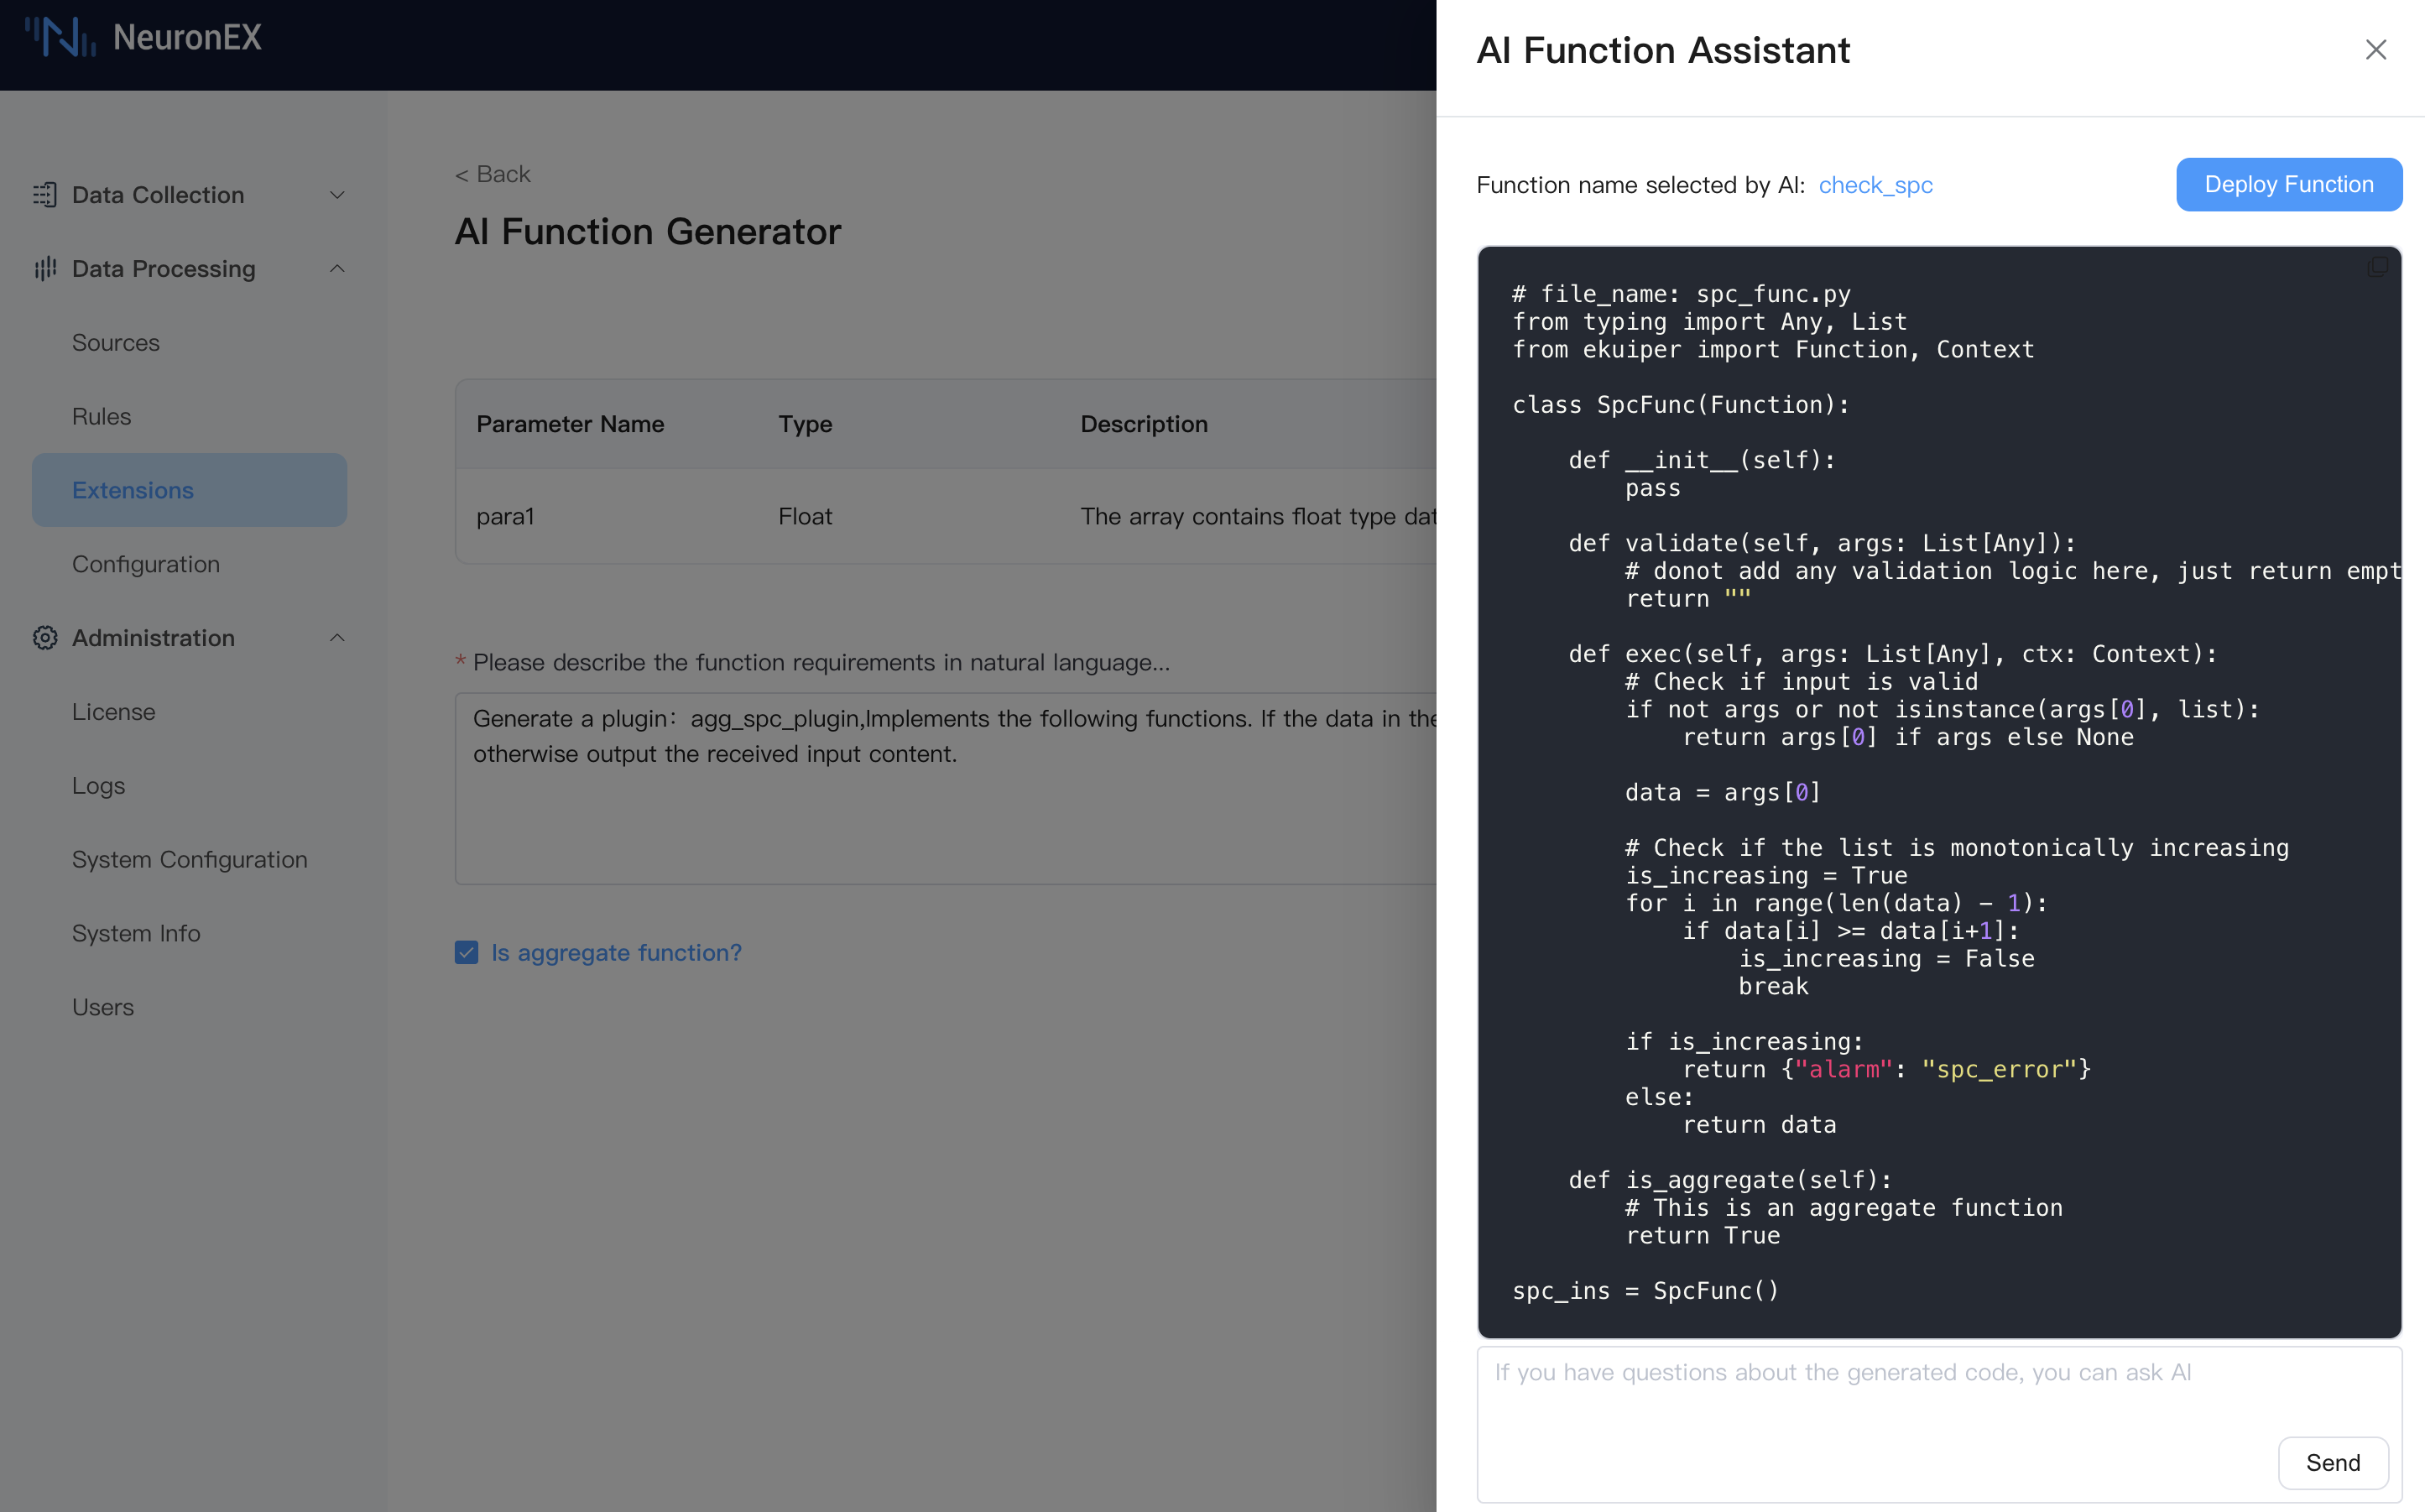 NeuronEX
Data Collection
Data Processing
Sources
Rules
Extensions
Configuration
Administration
License
Logs
System Configuration
System Info
Users
< Back
AI Function Generator
Parameter Name Type Description
para1 Float The array contains float type dat
* Please describe the function requirements in natural language...
Generate a plugin：agg_spc_plugin,Implements the following functions. If the data in the
otherwise output the received input content.
Is aggregate function?
AI Function Assistant
Function name selected by AI: check_spc
Deploy Function
# file_name: spc_func.py
from typing import Any, List
from ekuiper import Function, Context
class SpcFunc(Function):
def __init__(self):
pass
def validate(self, args: List[Any]):
# donot add any validation logic here, just return empt
return ""
def exec(self, args: List[Any], ctx: Context):
# Check if input is valid
if not args or not isinstance(args[0], list):
return args[0] if args else None
data = args[0]
# Check if the list is monotonically increasing
is_increasing = True
for i in range(len(data) - 1):
if data[i] >= data[i+1]:
is_increasing = False
break
if is_increasing:
return {"alarm": "spc_error"}
else:
return data
def is_aggregate(self):
# This is an aggregate function
return True
spc_ins = SpcFunc()
If you have questions about the generated code, you can ask AI
Send